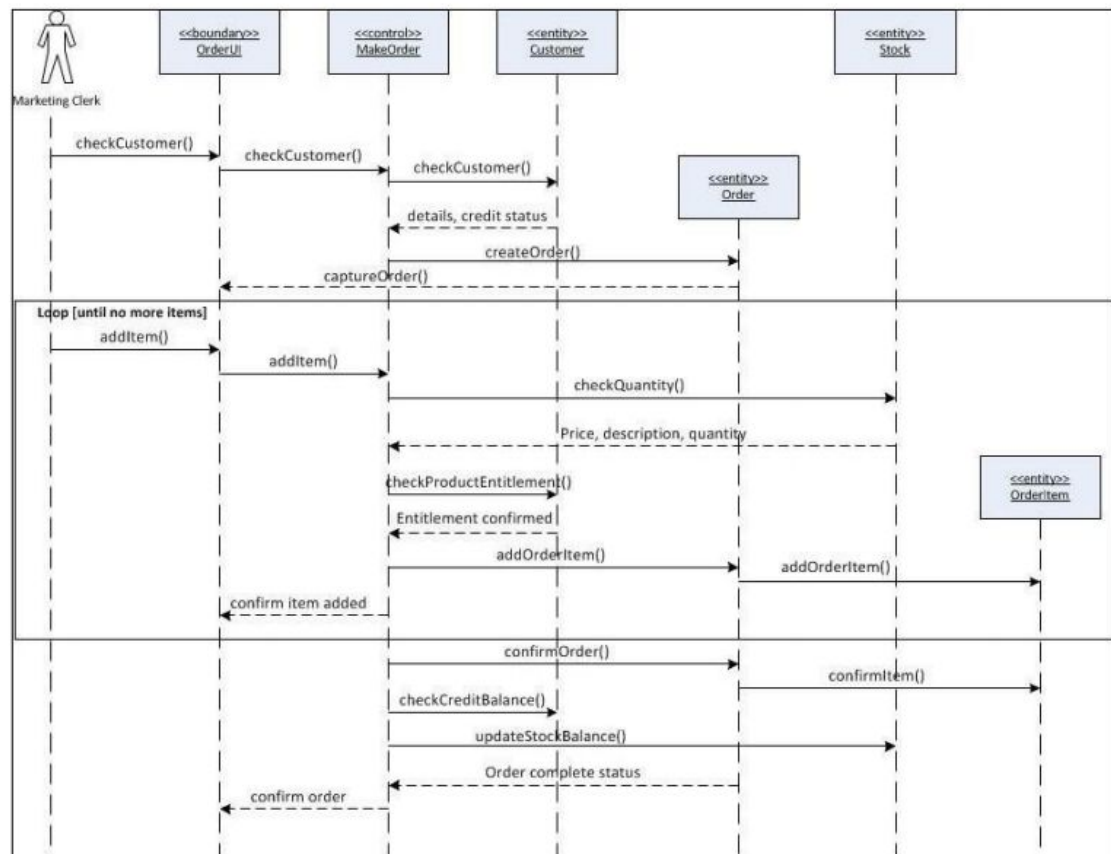 <<boundary>>
OrderUI
<<control>>
MakeOrder
<<entity>>
Customer
<<entity>>
Stock
Marketing Clerk
checkCustomer()
checkCustomer()
checkCustomer()
<<entity>>
Order
details, credit status
createOrder()
captureOrder()
Loop [until no more items]
addItem()
addItem()
checkQuantity()
Price, description, quantity
<<entity>>
OrderItem
checkProductEntitlement()
Entitlement confirmed
addOrderItem()
addOrderItem()
confirm item added
confirmOrder()
confirmItem()
checkCreditBalance()
updateStockBalance()
Order complete status
confirm order